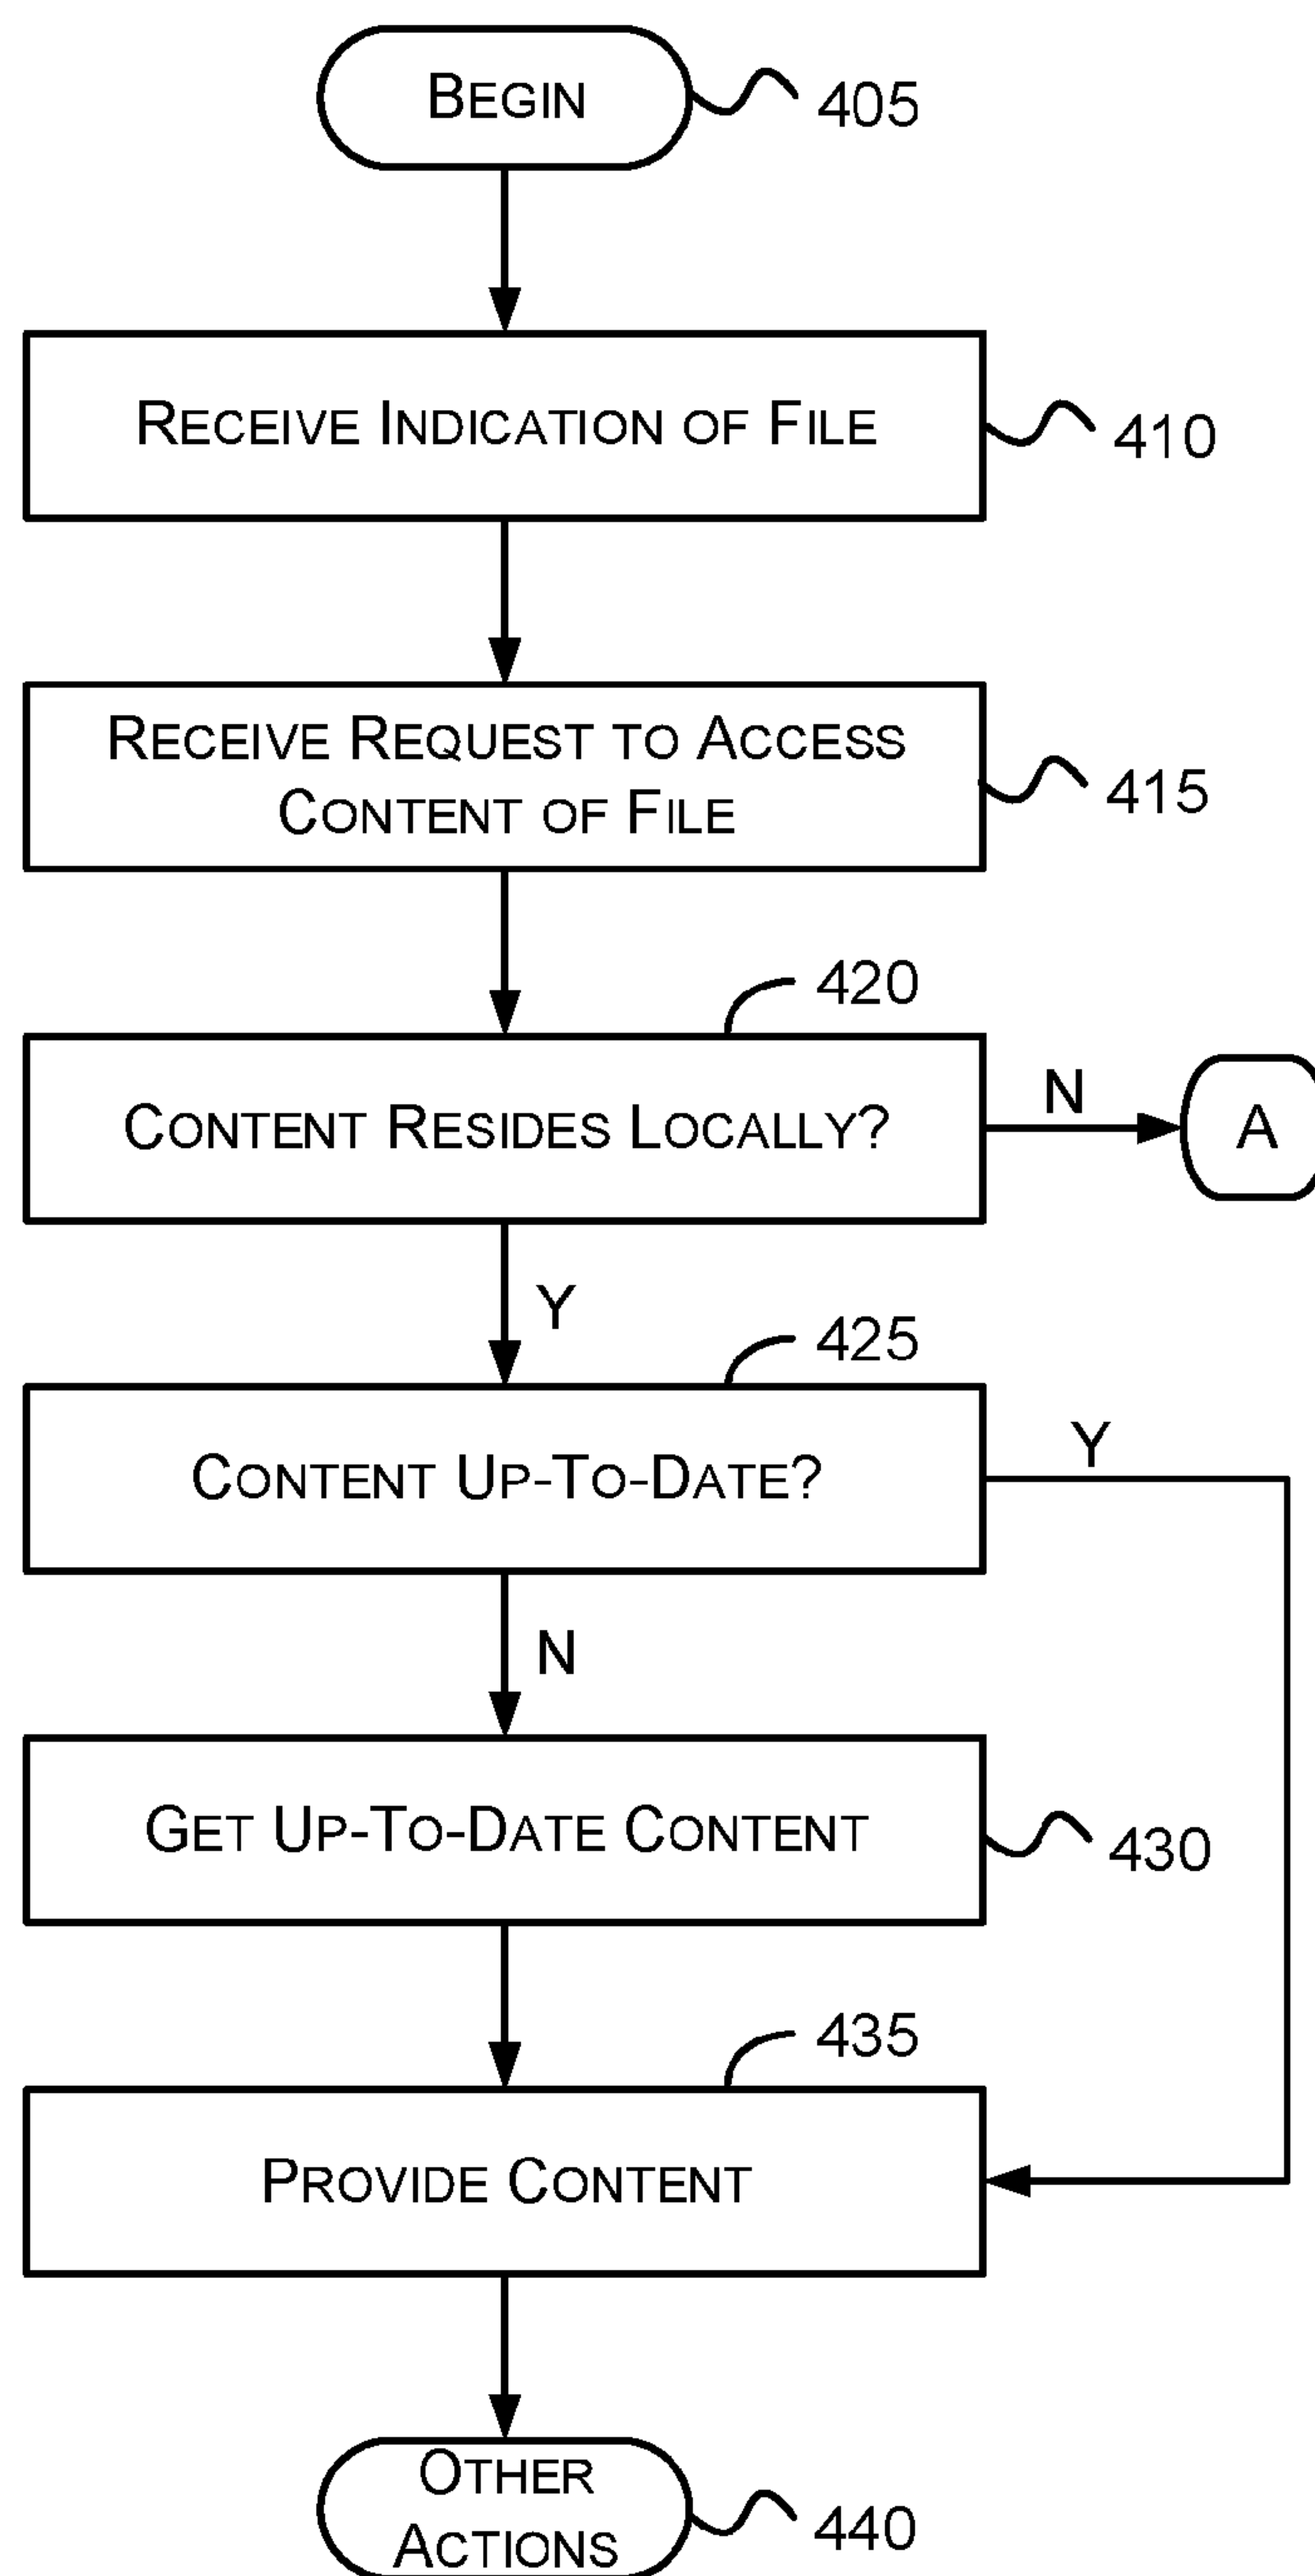 BEGIN
405
RECEIVE INDICATION OF FILE
410
RECEIVE REQUEST TO ACCESS
CONTENT OF FILE
415
420
CONTENT RESIDES LOCALLY?
N
A
Y
425
CONTENT UP-TO-DATE?
Y
N
GET UP-TO-DATE CONTENT
430
435
PROVIDE CONTENT
OTHER
ACTIONS
440